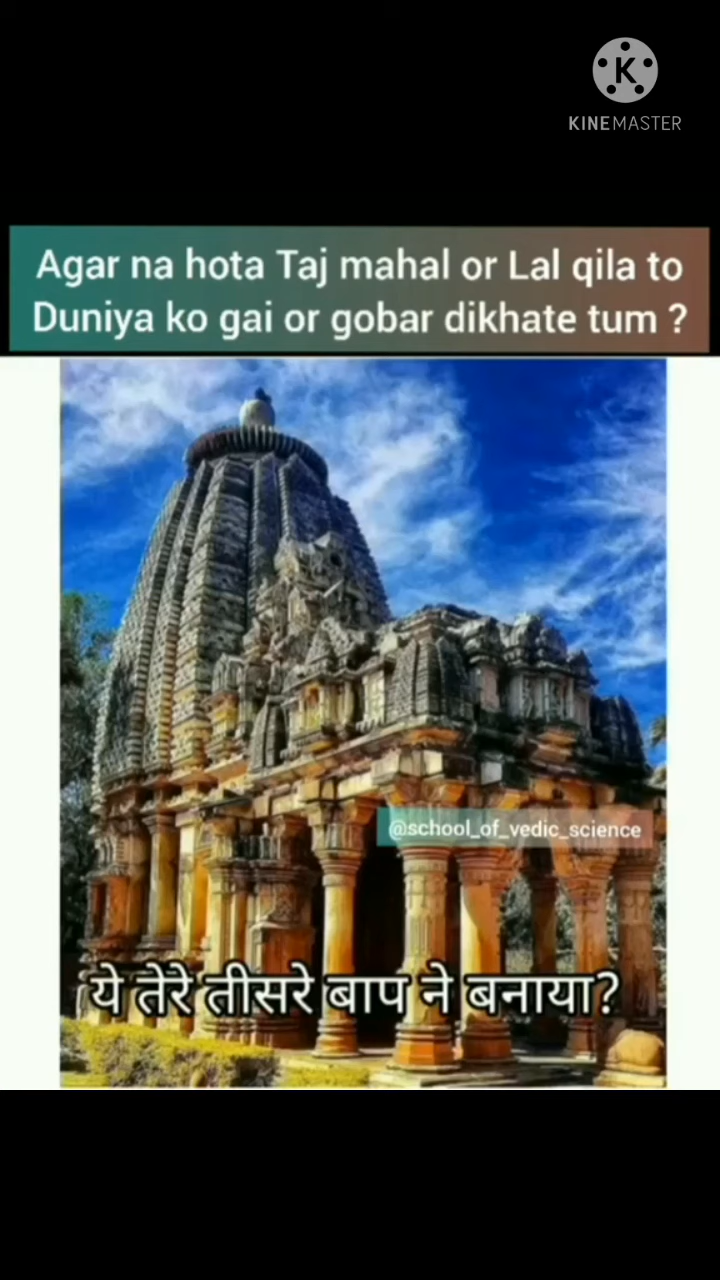 KINEMASTER
Agar na hota Taj mahal or Lal qila to
Duniya ko gai or gobar dikhate tum ?
@school_of_vedic_science
ये तेरे तीसरे बाप ने बनाया?